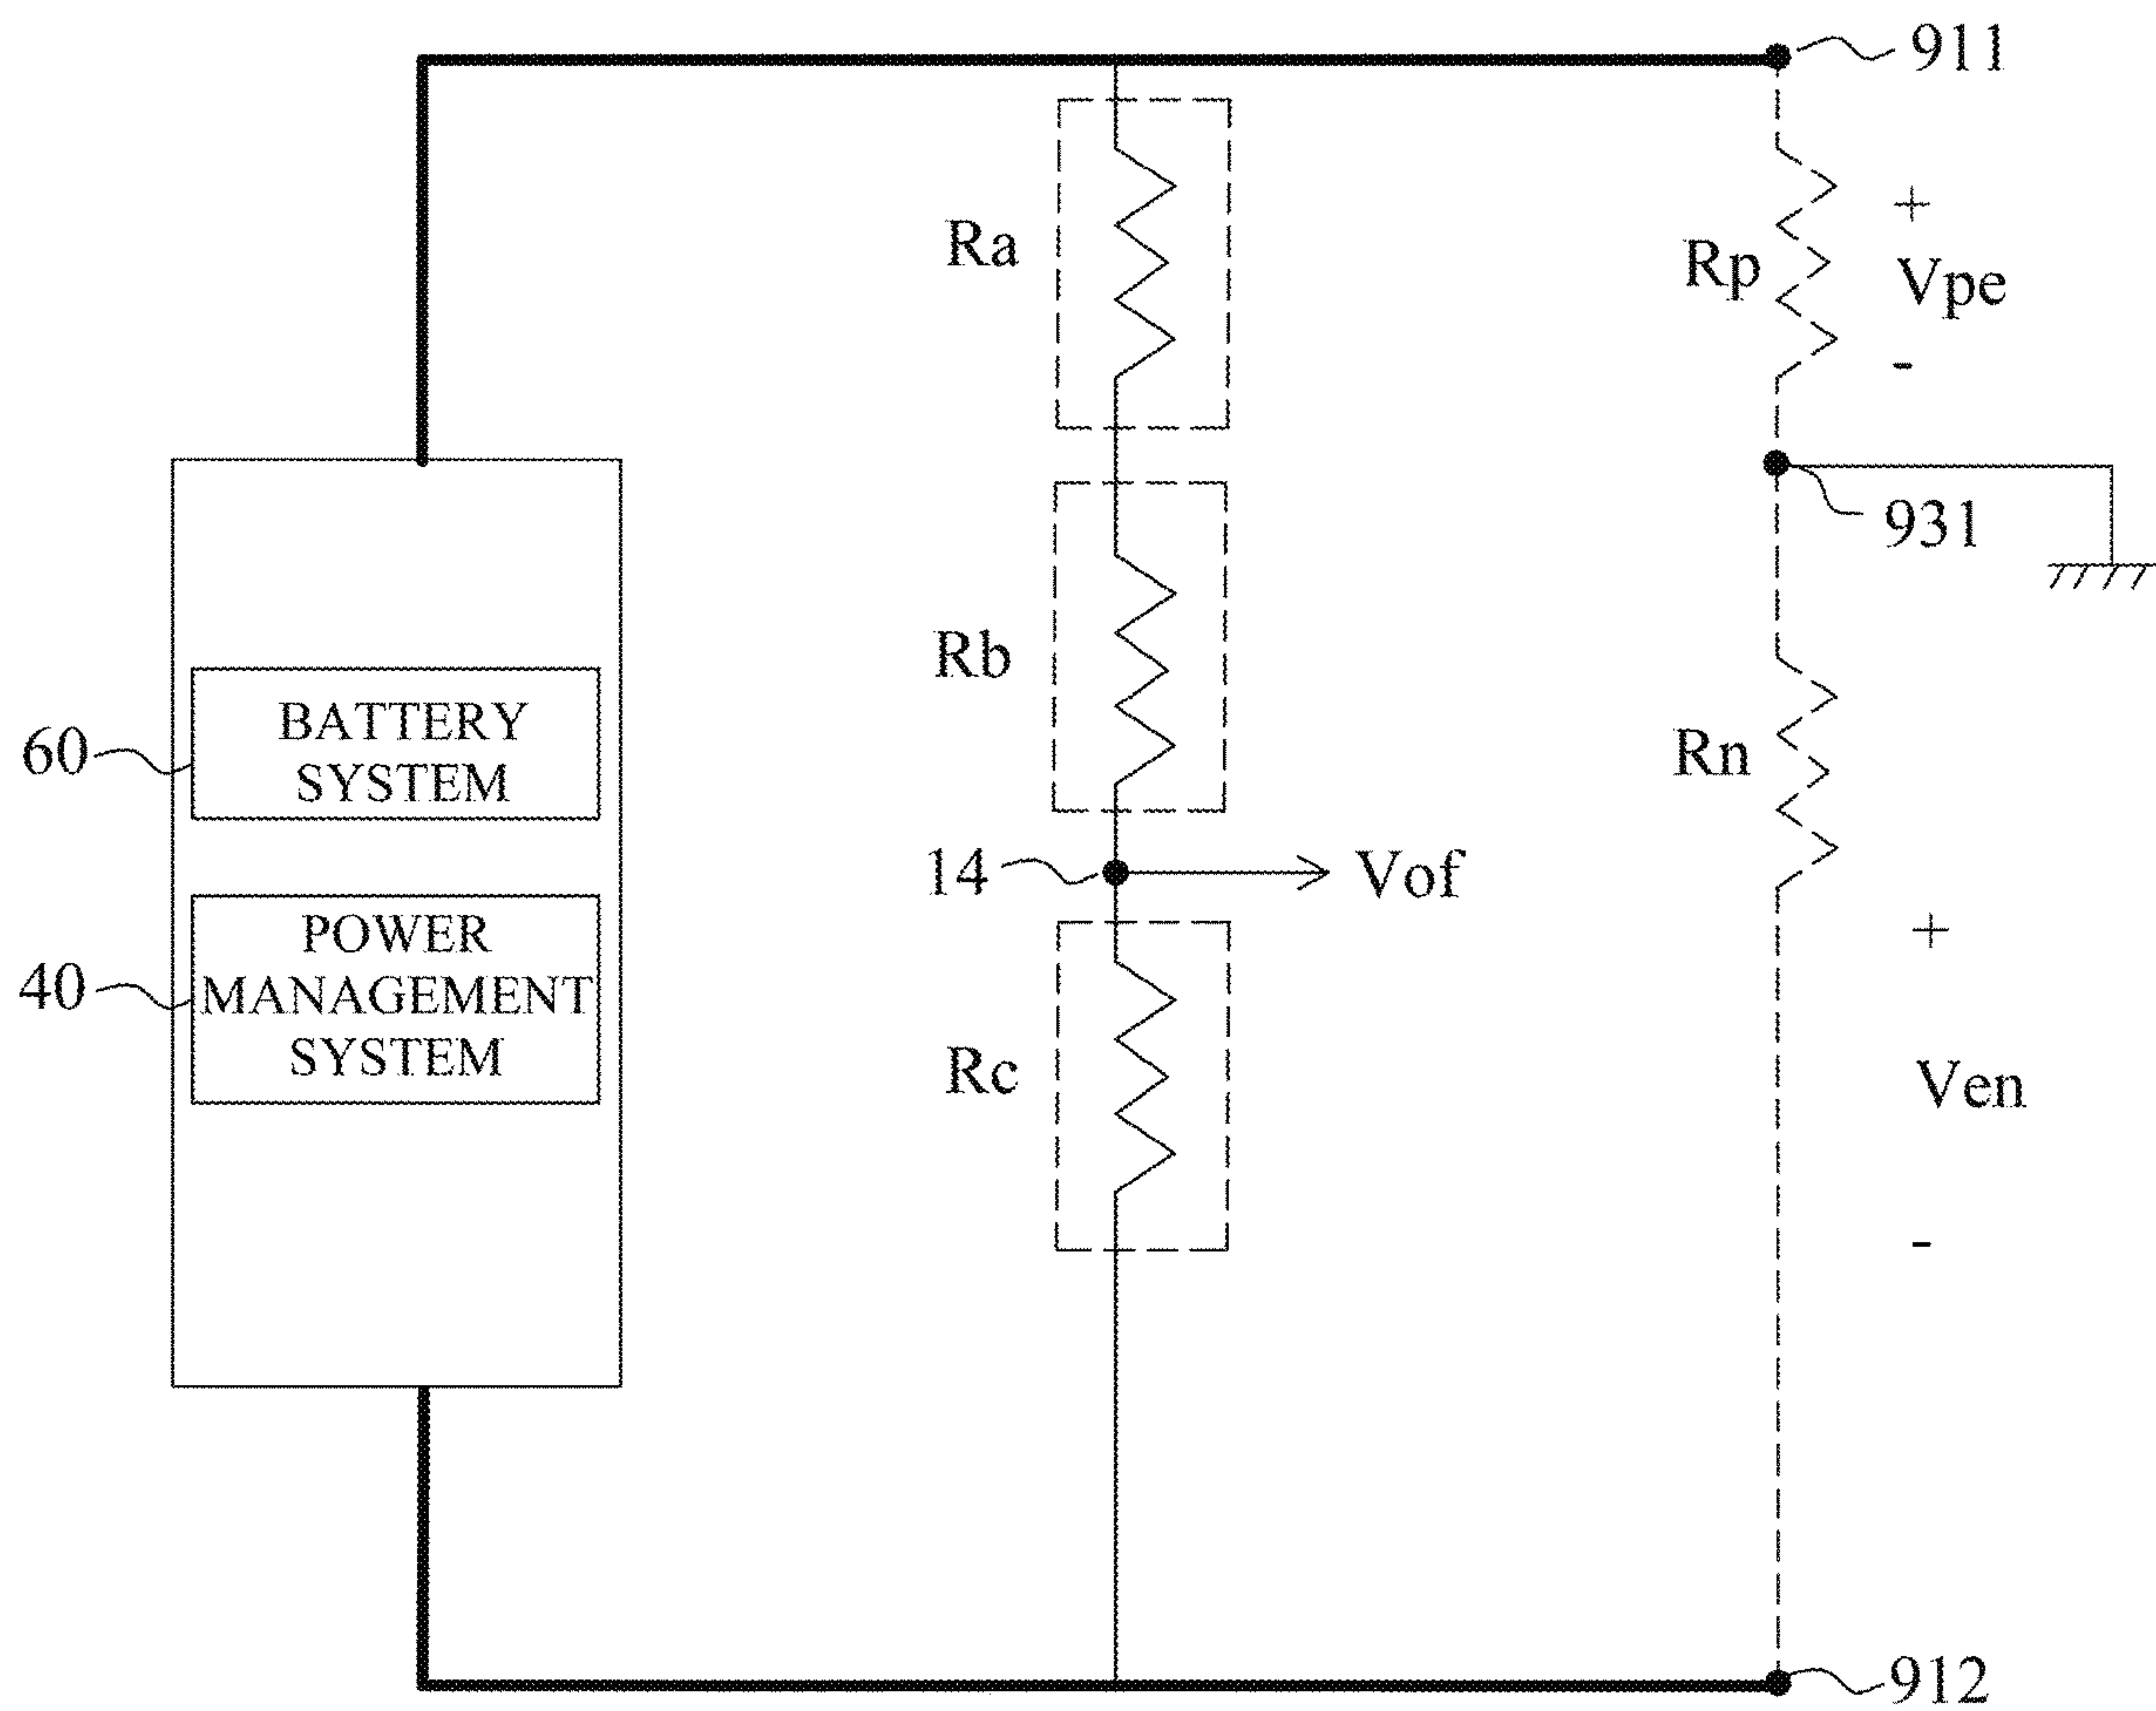 911
Ra
Rp
+
Vpe
-
931
Rb
60
BATTERY
SYSTEM
Rn
14
Vof
40
POWER
MANAGEMENT
SYSTEM
+
Rc
Ven
-
912